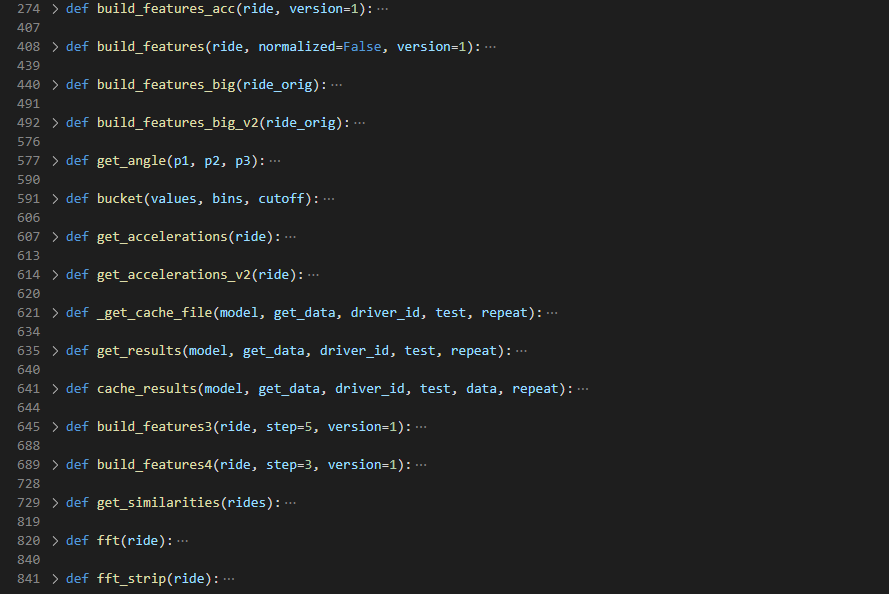 274 > def build_features_acc(ride, version=1): ···
407
408 > def build_features(ride, normalized=False, version=1): ···
439
440 > def build_features_big(ride_orig): ···
491
492 > def build_features_big_v2(ride_orig): ···
576
577 > def get_angle(p1, p2, p3): ···
590
591 > def bucket(values, bins, cutoff): ···
606
607 > def get_accelerations(ride): ···
613
614 > def get_accelerations_v2(ride): ···
620
621 > def _get_cache_file(model, get_data, driver_id, test, repeat): ···
634
635 > def get_results(model, get_data, driver_id, test, repeat): ···
640
641 > def cache_results(model, get_data, driver_id, test, data, repeat): ···
644
645 > def build_features3(ride, step=5, version=1): ···
688
689 > def build_features4(ride, step=3, version=1): ···
728
729 > def get_similarities(rides): ···
819
820 > def fft(ride): ···
840
841 > def fft_strip(ride): ···